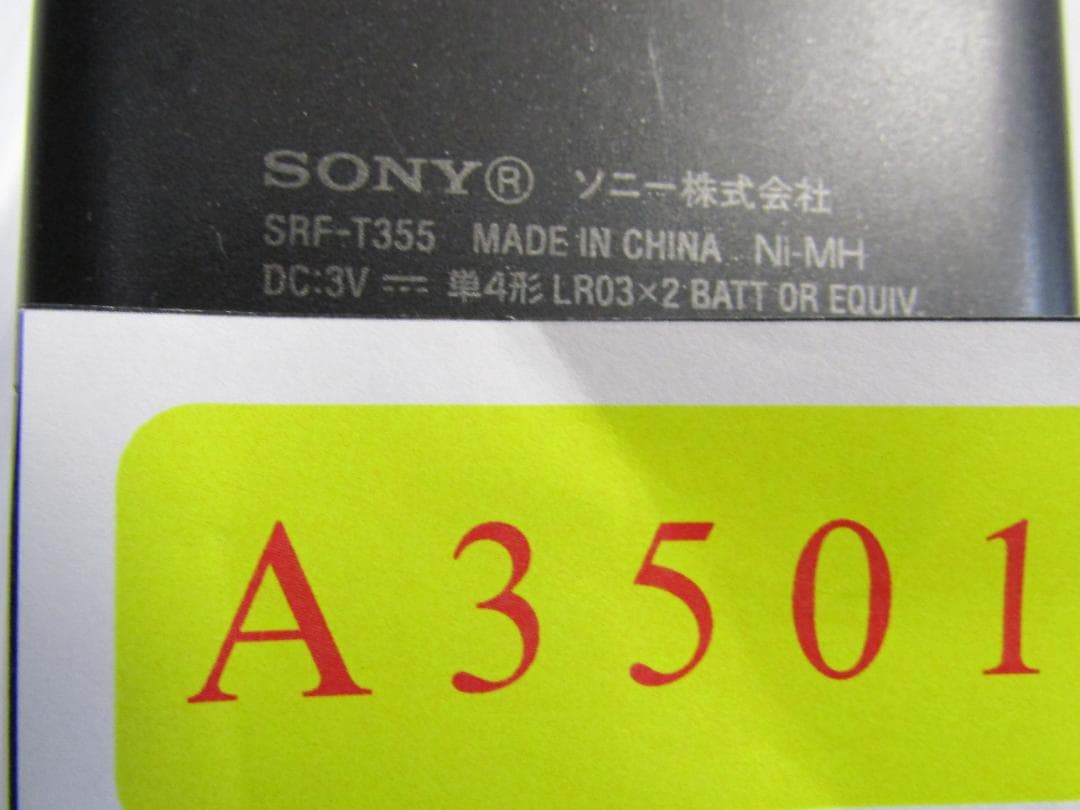 SONY® ソニー株式会社
SRF-T355 MADE IN CHINA Ni-MH
DC:3V ⎓ 単4形 LR03×2 BATT OR EQUIV.
A3501